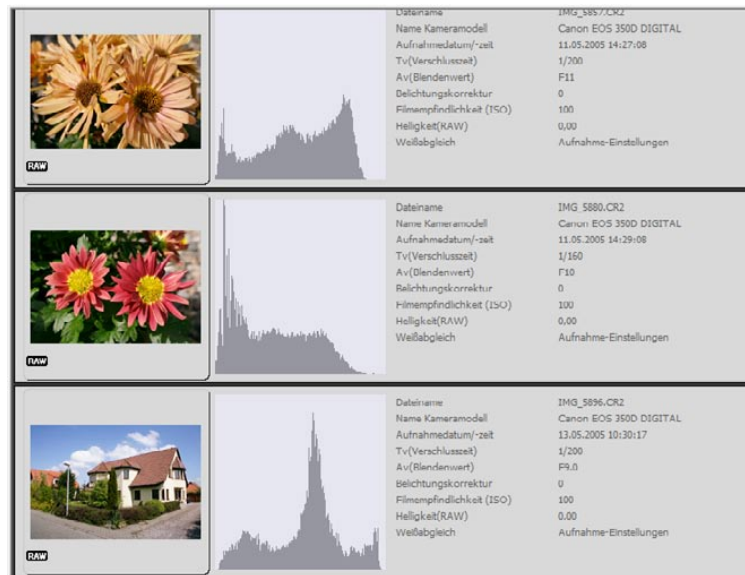 Dateiname IMG_5857.CR2
Name Kameramodell Canon EOS 350D DIGITAL
Aufnahmedatum/-zeit 11.05.2005 14:27:08
Tv(Verschlusszeit) 1/200
Av(Blendenwert) F11
Belichtungskorrektur 0
Filmempfindlichkeit (ISO) 100
Helligkeit(RAW) 0,00
Weißabgleich Aufnahme-Einstellungen
RAW
Dateiname IMG_5880.CR2
Name Kameramodell Canon EOS 350D DIGITAL
Aufnahmedatum/-zeit 11.05.2005 14:29:08
Tv(Verschlusszeit) 1/160
Av(Blendenwert) F10
Belichtungskorrektur 0
Filmempfindlichkeit (ISO) 100
Helligkeit(RAW) 0,00
Weißabgleich Aufnahme-Einstellungen
RAW
Dateiname IMG_5896.CR2
Name Kameramodell Canon EOS 350D DIGITAL
Aufnahmedatum/-zeit 13.05.2005 10:30:17
Tv(Verschlusszeit) 1/200
Av(Blendenwert) F9.0
Belichtungskorrektur 0
Filmempfindlichkeit (ISO) 100
Helligkeit(RAW) 0.00
Weißabgleich Aufnahme-Einstellungen
RAW